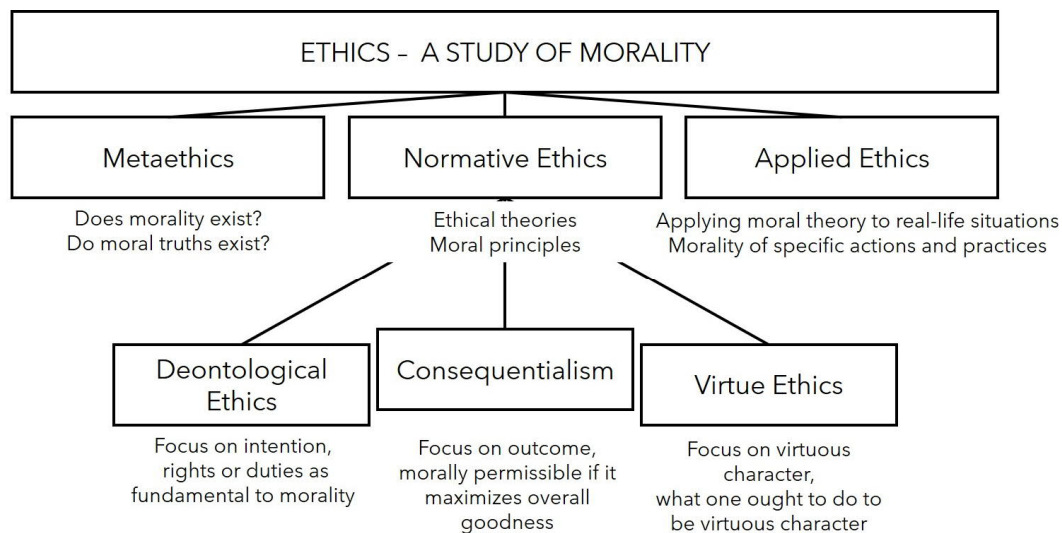 ETHICS – A STUDY OF MORALITY
Metaethics
Normative Ethics
Applied Ethics
Does morality exist?
Do moral truths exist?
Ethical theories
Moral principles
Applying moral theory to real-life situations
Morality of specific actions and practices
Deontological
Ethics
Consequentialism
Virtue Ethics
Focus on intention,
rights or duties as
fundamental to morality
Focus on outcome,
morally permissible if it
maximizes overall
goodness
Focus on virtuous
character,
what one ought to do to
be virtuous character